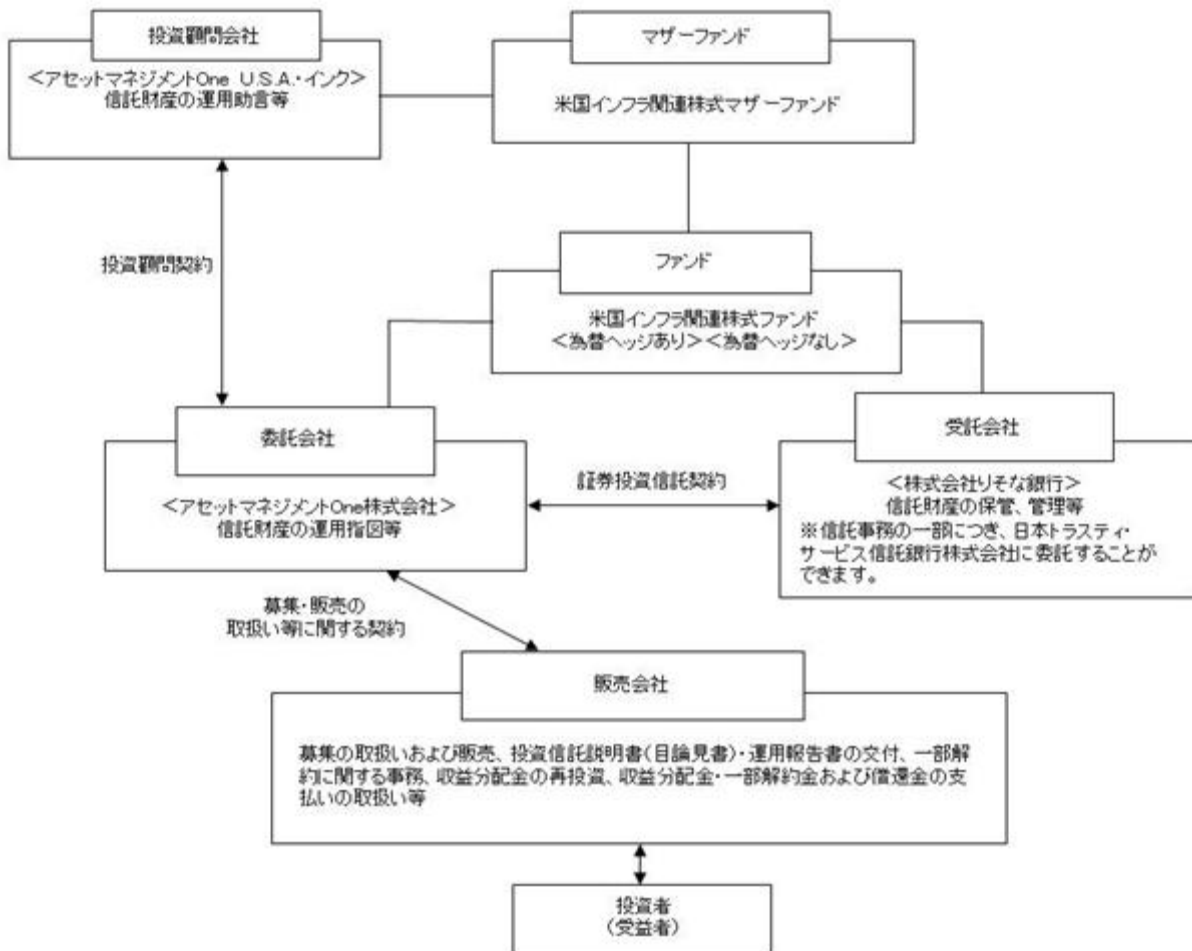 投資顧問会社
<アセットマネジメントOne U.S.A.・インク>
信託財産の運用助言等
マザーファンド
米国インフラ関連株式マザーファンド
投資顧問契約
ファンド
米国インフラ関連株式ファンド
<為替ヘッジあり><為替ヘッジなし>
委託会社
<アセットマネジメントOne株式会社>
信託財産の運用指図等
証券投資信託契約
受託会社
<株式会社りそな銀行>
信託財産の保管、管理等
※信託事務の一部につき、日本トラスティ・
サービス信託銀行株式会社に委託することが
できます。
募集・販売の
取扱い等に関する契約
販売会社
募集の取扱いおよび販売、投資信託説明書(目論見書)・運用報告書の交付、一部解
約に関する事務、収益分配金の再投資、収益分配金・一部解約金および償還金の支
払いの取扱い等
投資者
(受益者)